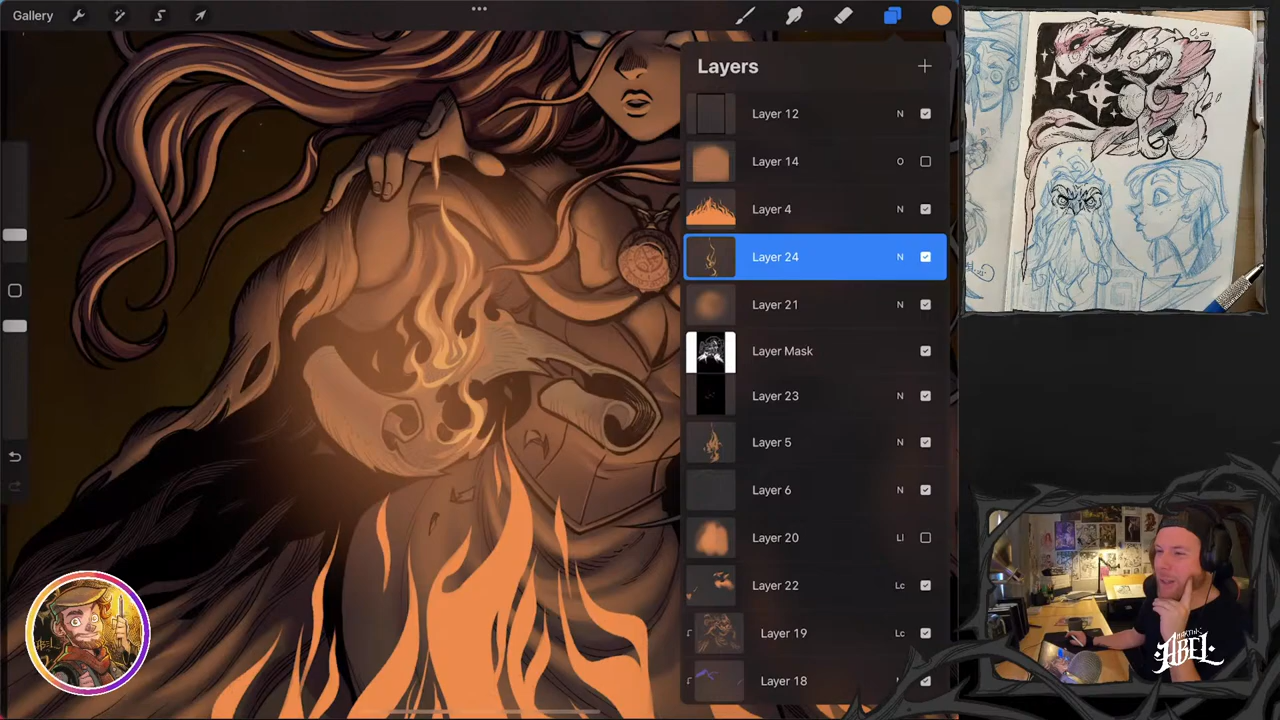 Gallery
Layers
Layer 12 N
Layer 14 O
Layer 4 N
Layer 24 N
Layer 21 N
Layer Mask
Layer 23 N
Layer 5 N
Layer 6 N
Layer 20 Ll
Layer 22 Lc
Layer 19 Lc
Layer 18
MARTIN
ABEL